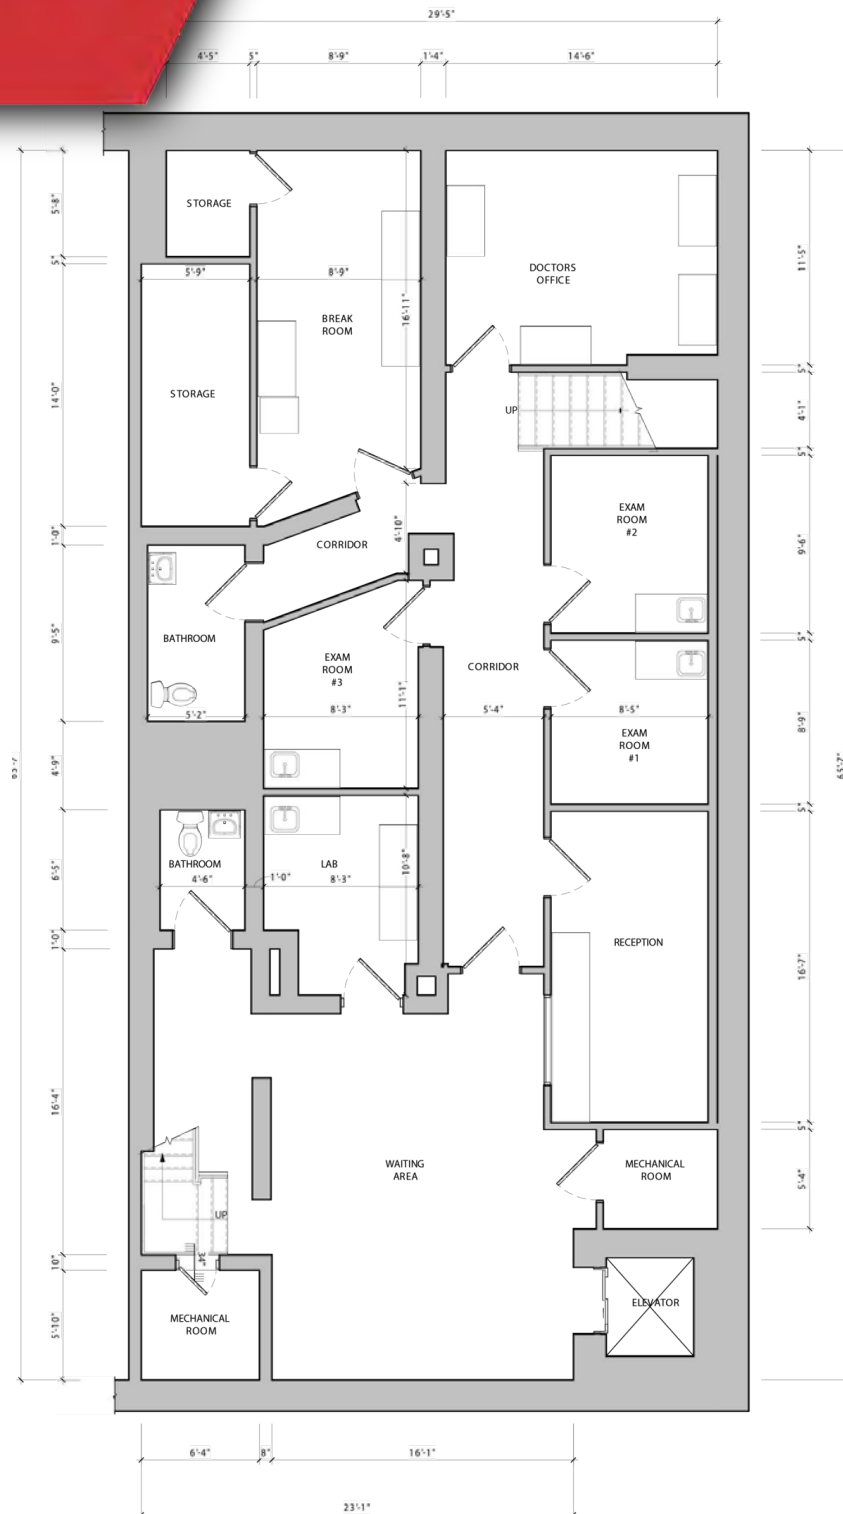 29'-5"
4'-5" 5" 8'-9" 1'-4" 14'-6"
5'-8"
STORAGE
5"
5'-9" 8'-9"
16'-11"
DOCTORS
OFFICE
11'-5"
BREAK
ROOM
STORAGE
14'-0"
5"
UP
4'-1"
5"
EXAM
ROOM
#2
9'-6"
1'-0"
CORRIDOR
4'-10"
BATHROOM
9'-5"
5'-2"
EXAM
ROOM
#3
8'-3"
11'-1"
CORRIDOR
5'-4"
5"
8'-5"
EXAM
ROOM
#1
8'-9"
4'-9"
5"
BATHROOM
4'-6"
6'-5"
1'-0"
LAB
8'-3"
10'-8"
1'-0"
RECEPTION
16'-7"
16'-4"
5"
WAITING
AREA
MECHANICAL
ROOM
5'-4"
UP
34"
10"
MECHANICAL
ROOM
5'-10"
ELEVATOR
6'-4" 8" 16'-1"
23'-1"